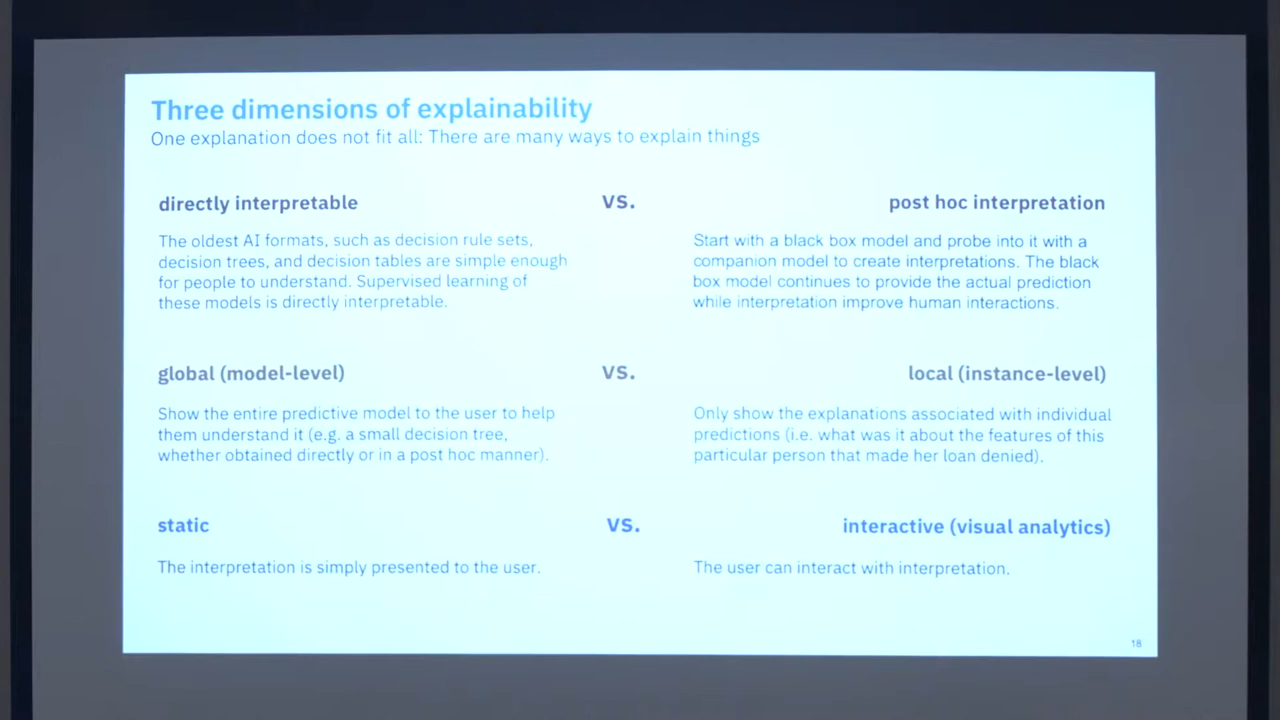 Three dimensions of explainability
One explanation does not fit all: There are many ways to explain things
directly interpretable
vs.
post hoc interpretation
The oldest AI formats, such as decision rule sets,
decision trees, and decision tables are simple enough
for people to understand. Supervised learning of
these models is directly interpretable.
Start with a black box model and probe into it with a
companion model to create interpretations. The black
box model continues to provide the actual prediction
while interpretation improve human interactions.
global (model-level)
vs.
local (instance-level)
Show the entire predictive model to the user to help
them understand it (e.g. a small decision tree,
whether obtained directly or in a post hoc manner).
Only show the explanations associated with individual
predictions (i.e. what was it about the features of this
particular person that made her loan denied).
static
vs.
interactive (visual analytics)
The interpretation is simply presented to the user.
The user can interact with interpretation.
18